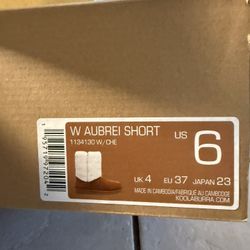 W AUBREI SHORT
1134130 W/CHE
US 6
UK 4 EU 37 JAPAN 23
MADE IN CAMBODIA/FABRIQUÉ AU CAMBODGE
KOOLABURRA.COM